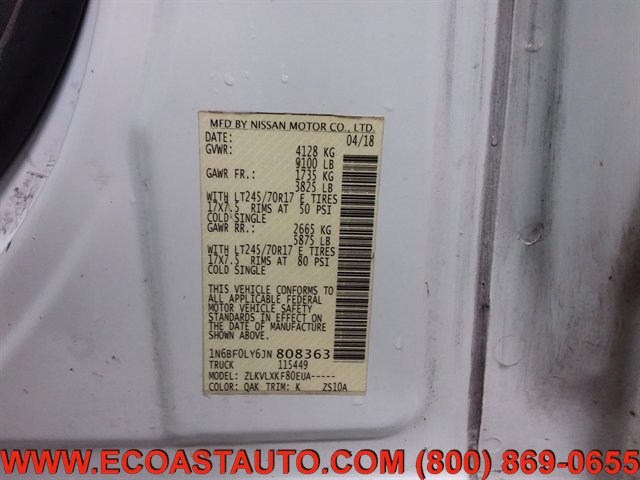 MFD BY NISSAN MOTOR CO., LTD.
DATE: 04/18
GVWR: 4128 KG
9100 LB
GAWR FR.: 1735 KG
3825 LB
WITH LT245/70R17 E TIRES
17X7.5 RIMS AT 50 PSI
COLD SINGLE
GAWR RR.: 2665 KG
5875 LB
WITH LT245/70R17 E TIRES
17X7.5 RIMS AT 80 PSI
COLD SINGLE
THIS VEHICLE CONFORMS TO
ALL APPLICABLE FEDERAL
MOTOR VEHICLE SAFETY
STANDARDS IN EFFECT ON
THE DATE OF MANUFACTURE
SHOWN ABOVE.
1N6BF0LY6JN 808363
TRUCK 115449
MODEL: ZLKVLXKF80EUA-----
COLOR: QAK TRIM: K ZS10A
WWW.ECOASTAUTO.COM (800) 869-0655